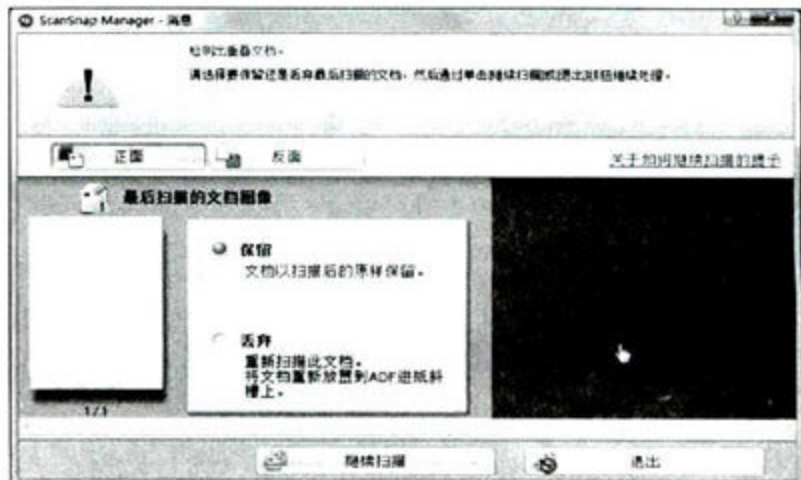 ScanSnap Manager - 消息
检测出重叠文档。
请选择要保留还是丢弃最后扫描的文档，然后通过单击[继续扫描]或[退出]按钮继续处理。
正面
反面
关于如何继续扫描的提示
最后扫描的文档图像
保留
文档以扫描后的原样保留。
丢弃
重新扫描此文档。
将文档重新放置到ADF进纸斜
槽上。
1/1
继续扫描
退出